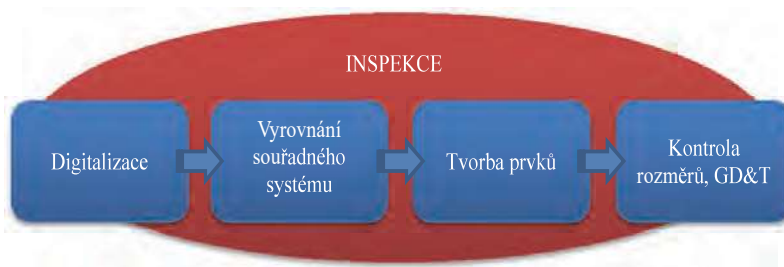 INSPEKCE
Digitalizace
Vyrovnání
souřadného
systému
Tvorba prvků
Kontrola
rozměrů, GD&T